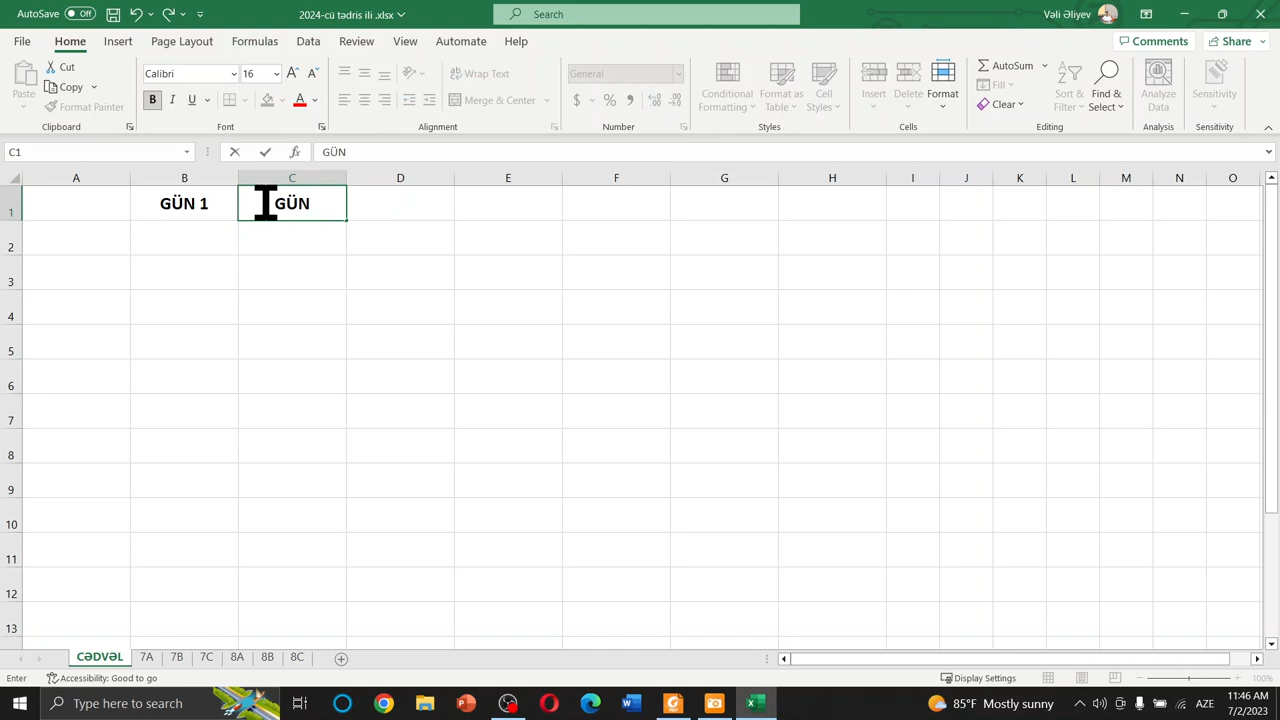 AutoSave Off 2024-cü tədris ili.xlsx Search Vəli Əliyev
File Home Insert Page Layout Formulas Data Review View Automate Help Comments Share
Paste Cut Copy Format Painter Clipboard
Calibri 16 B I U A Font
Wrap Text Merge & Center Alignment
General $ % Number
Conditional Formatting Format as Table Cell Styles Styles
Insert Delete Format Cells
AutoSum Fill Clear Sort & Filter Find & Select Editing
Analyze Data Analysis
Sensitivity Sensitivity
C1 fx GÜN
A B C D E F G H I J K L M N O
1 GÜN 1 GÜN
2
3
4
5
6
7
8
9
10
11
12
13
CƏDVƏL 7A 7B 7C 8A 8B 8C
Enter Accessibility: Good to go Display Settings 100%
Type here to search 85°F Mostly sunny AZE 11:46 AM
7/2/2023